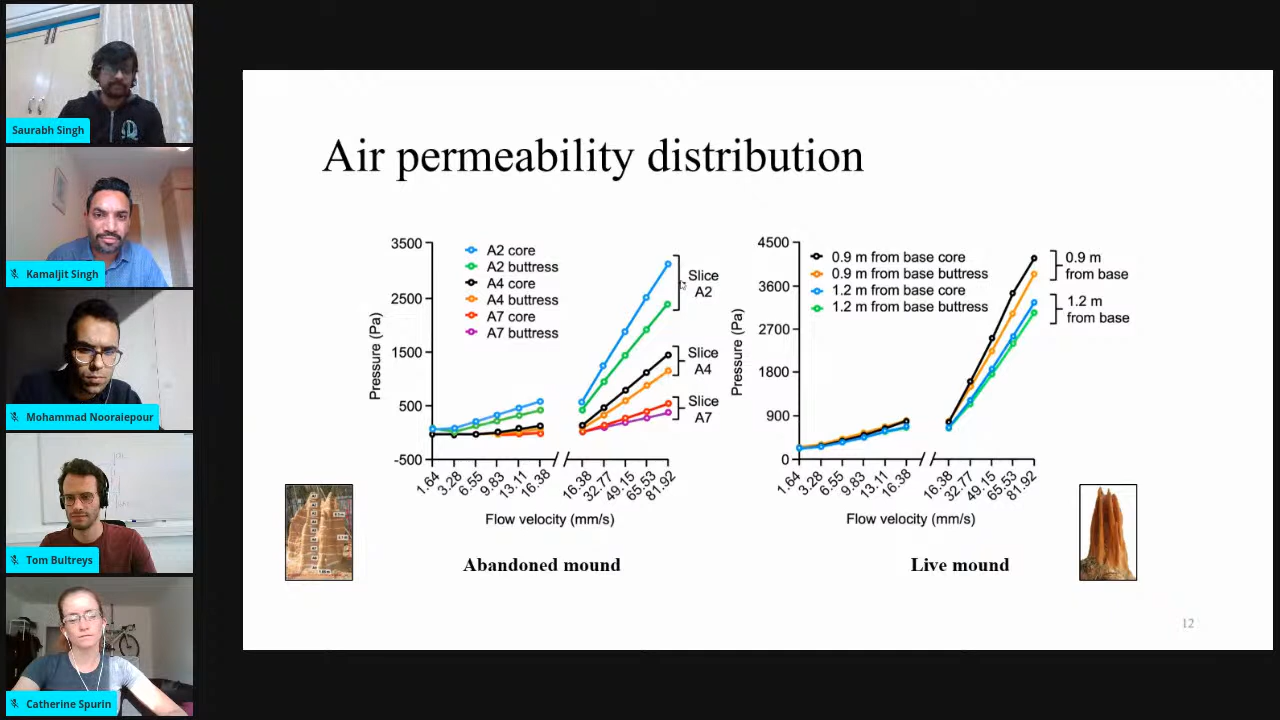 Saurabh Singh
Kamaljit Singh
Mohammad Nooraiepour
Tom Bultreys
Catherine Spurin
Air permeability distribution
3500
2500
1500
500
-500
Pressure (Pa)
A2 core
A2 buttress
A4 core
A4 buttress
A7 core
A7 buttress
Slice
A2
Slice
A4
Slice
A7
1.64
3.28
6.55
9.83
13.11
16.38
16.38
32.77
49.15
65.53
81.92
Flow velocity (mm/s)
Abandoned mound
4500
3600
2700
1800
900
0
Pressure (Pa)
0.9 m from base core
0.9 m from base buttress
1.2 m from base core
1.2 m from base buttress
0.9 m
from base
1.2 m
from base
1.64
3.28
6.55
9.83
13.11
16.38
16.38
32.77
49.15
65.53
81.92
Flow velocity (mm/s)
Live mound
12